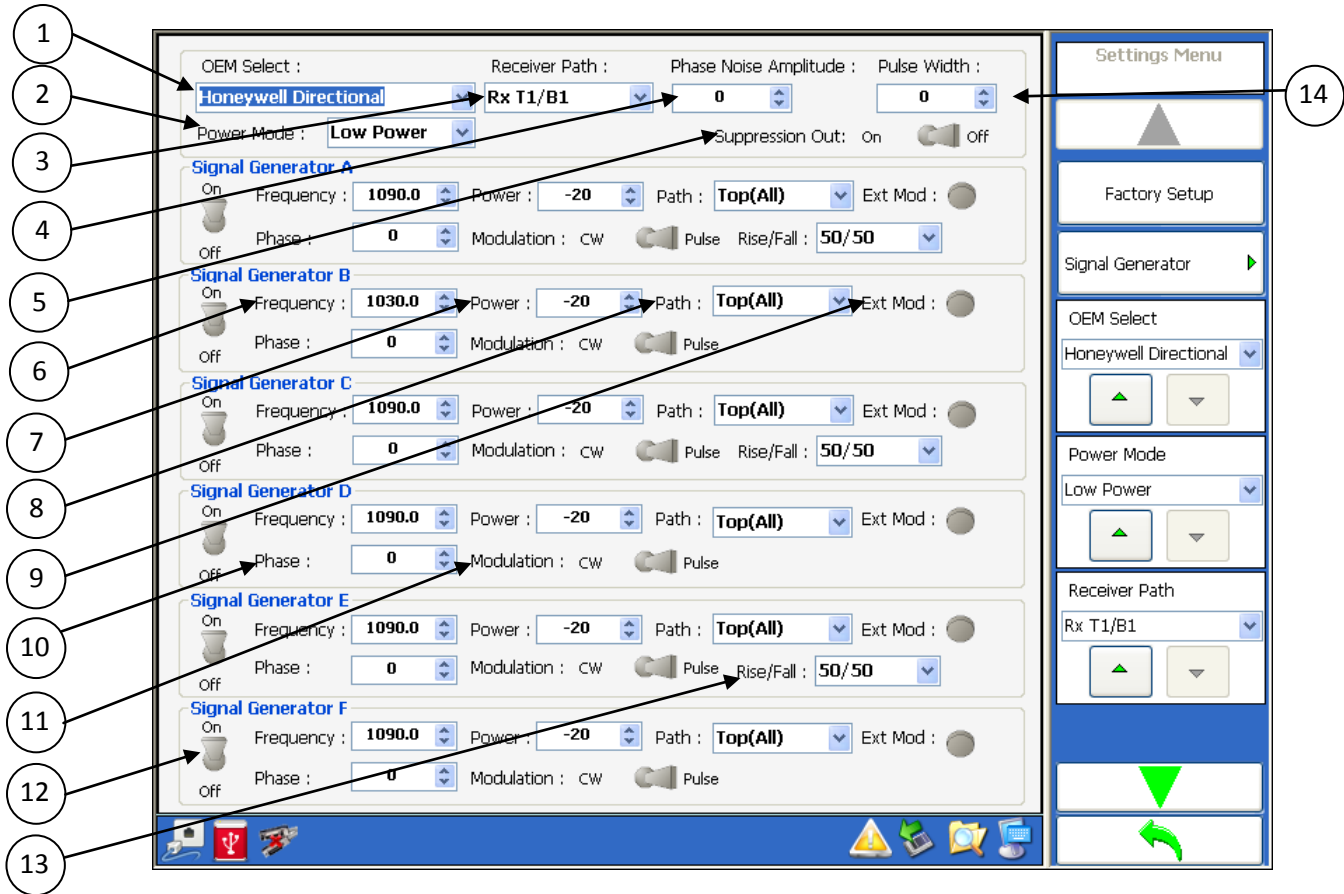 1
2
3
4
5
6
7
8
9
10
11
12
13
14
OEM Select : Receiver Path : Phase Noise Amplitude : Pulse Width :
Honeywell Directional Rx T1/B1 0 0
Power Mode : Low Power Suppression Out: On Off
Signal Generator A
On Frequency : 1090.0 Power : -20 Path : Top(All) Ext Mod :
Off Phase : 0 Modulation : CW Pulse Rise/Fall : 50/50
Signal Generator B
On Frequency : 1030.0 Power : -20 Path : Top(All) Ext Mod :
Off Phase : 0 Modulation : CW Pulse
Signal Generator C
On Frequency : 1090.0 Power : -20 Path : Top(All) Ext Mod :
Off Phase : 0 Modulation : CW Pulse Rise/Fall : 50/50
Signal Generator D
On Frequency : 1090.0 Power : -20 Path : Top(All) Ext Mod :
Off Phase : 0 Modulation : CW Pulse
Signal Generator E
On Frequency : 1090.0 Power : -20 Path : Top(All) Ext Mod :
Off Phase : 0 Modulation : CW Pulse Rise/Fall : 50/50
Signal Generator F
On Frequency : 1090.0 Power : -20 Path : Top(All) Ext Mod :
Off Phase : 0 Modulation : CW Pulse
Settings Menu
Factory Setup
Signal Generator
OEM Select
Honeywell Directional
Power Mode
Low Power
Receiver Path
Rx T1/B1